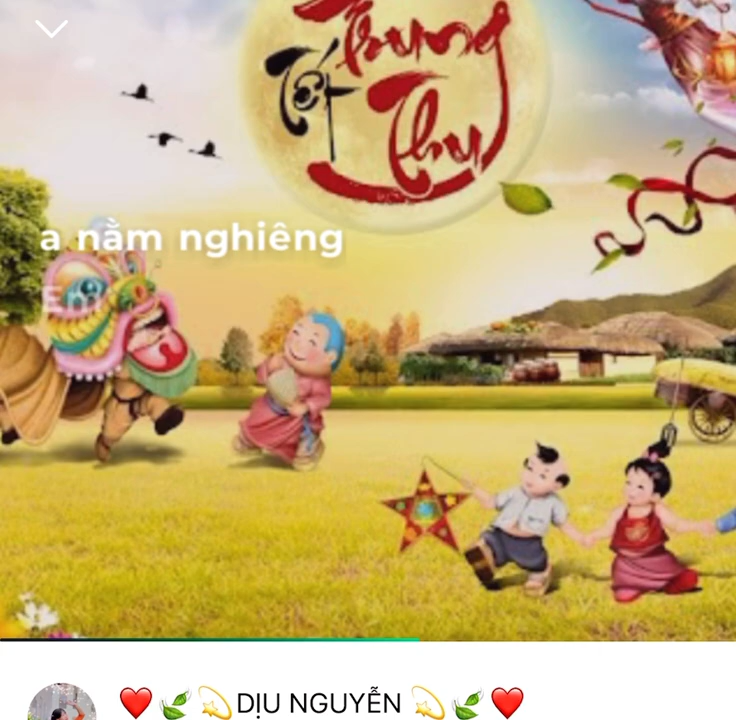 Trung
Tết
Thu
a nằm nghiêng
❤️🍃💫DỊU NGUYỄN 💫🍃❤️